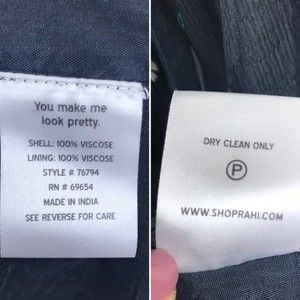 You make me
look pretty.
SHELL: 100% VISCOSE
LINING: 100% VISCOSE
STYLE # 76794
RN # 69654
MADE IN INDIA
SEE REVERSE FOR CARE
DRY CLEAN ONLY
P
WWW.SHOPRAHI.COM